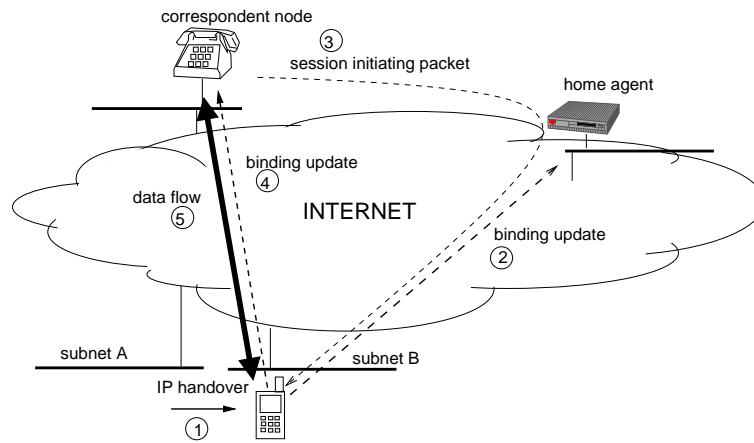 correspondent node
③
session initiating packet
home agent
binding update
④
data flow
⑤
INTERNET
binding update
②
subnet A
subnet B
IP handover
①